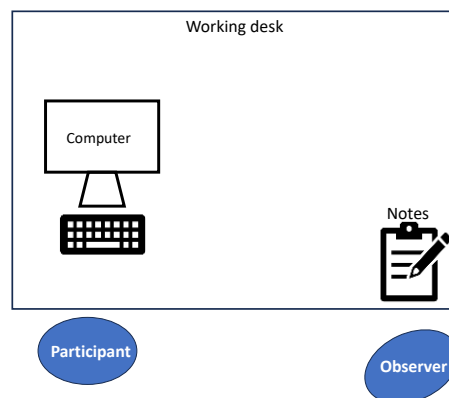 Working desk
Computer
Notes
Participant
Observer